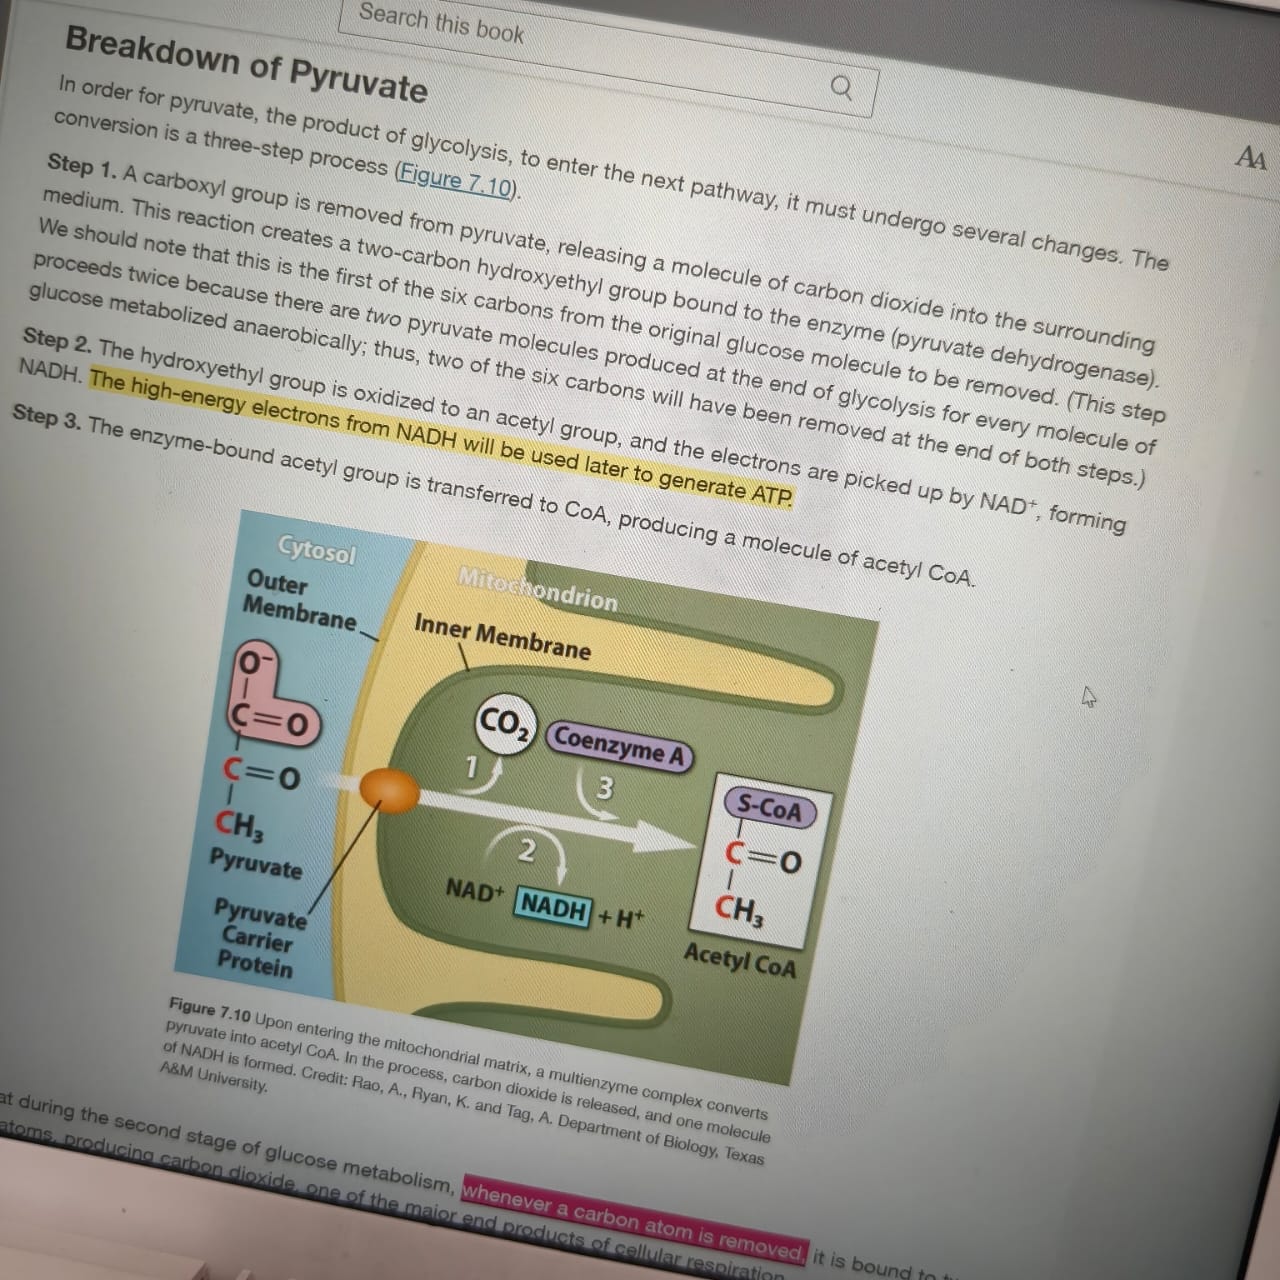 Search this book
AA
Breakdown of Pyruvate
In order for pyruvate, the product of glycolysis, to enter the next pathway, it must undergo several changes. The
conversion is a three-step process (Figure 7.10).
Step 1. A carboxyl group is removed from pyruvate, releasing a molecule of carbon dioxide into the surrounding
medium. This reaction creates a two-carbon hydroxyethyl group bound to the enzyme (pyruvate dehydrogenase).
We should note that this is the first of the six carbons from the original glucose molecule to be removed. (This step
proceeds twice because there are two pyruvate molecules produced at the end of glycolysis for every molecule of
glucose metabolized anaerobically; thus, two of the six carbons will have been removed at the end of both steps.)
Step 2. The hydroxyethyl group is oxidized to an acetyl group, and the electrons are picked up by NAD⁺, forming
NADH. The high-energy electrons from NADH will be used later to generate ATP.
Step 3. The enzyme-bound acetyl group is transferred to CoA, producing a molecule of acetyl CoA.
Cytosol
Mitochondrion
Outer
Membrane
Inner Membrane
O⁻
C=O
C=O
CH₃
Pyruvate
Pyruvate
Carrier
Protein
CO₂
Coenzyme A
1
3
2
NAD⁺ NADH + H⁺
S-CoA
C=O
CH₃
Acetyl CoA
Figure 7.10 Upon entering the mitochondrial matrix, a multienzyme complex converts
pyruvate into acetyl CoA. In the process, carbon dioxide is released, and one molecule
of NADH is formed. Credit: Rao, A., Ryan, K. and Tag, A. Department of Biology, Texas
A&M University.
at during the second stage of glucose metabolism, whenever a carbon atom is removed, it is bound to
atoms, producing carbon dioxide, one of the major end products of cellular respiration